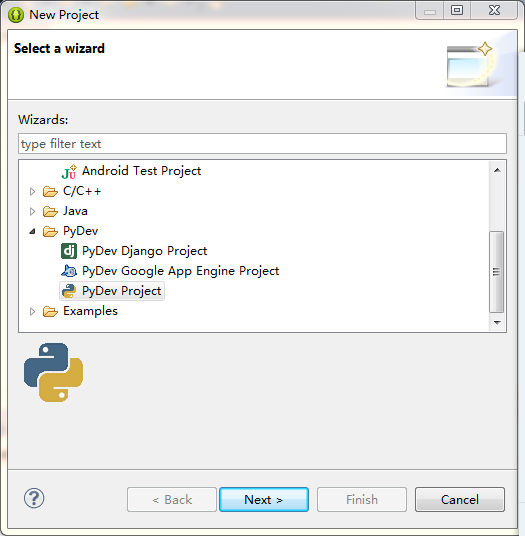 New Project
Select a wizard
Wizards:
type filter text
Android Test Project
C/C++
Java
PyDev
PyDev Django Project
PyDev Google App Engine Project
PyDev Project
Examples
?
< Back
Next >
Finish
Cancel